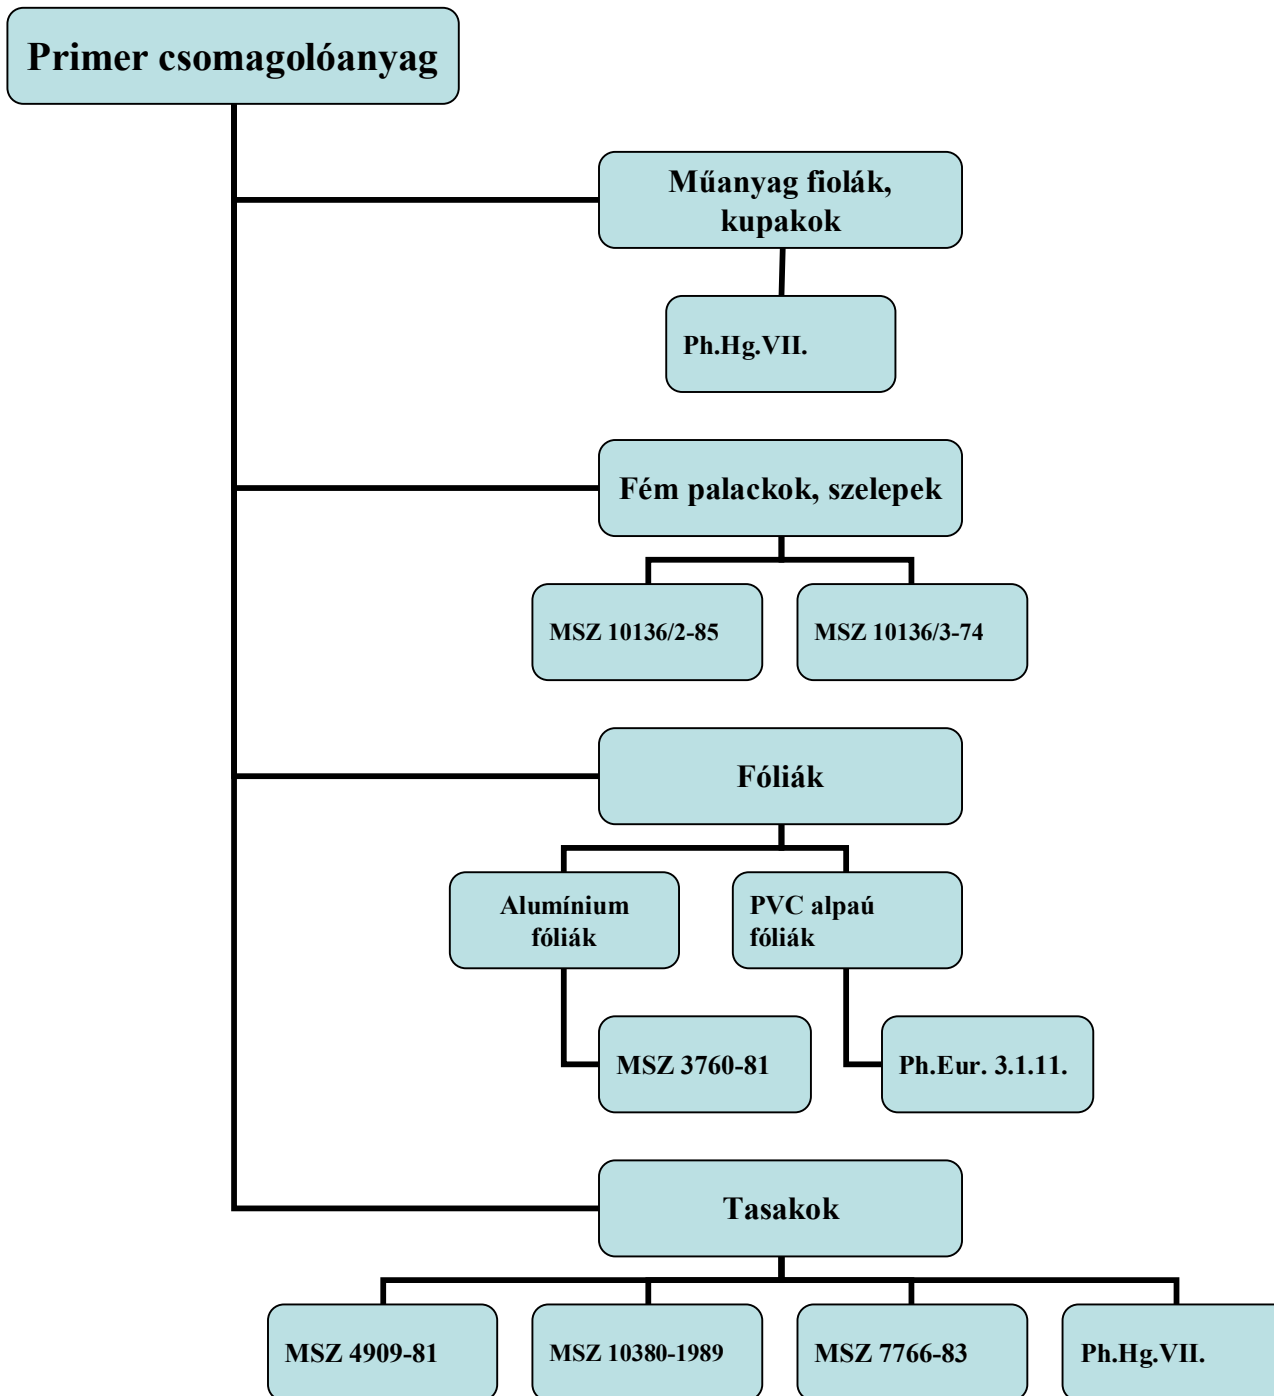 Primer csomagolóanyag
Műanyag fiolák,
kupakok
Ph.Hg.VII.
Fém palackok, szelepek
MSZ 10136/2-85
MSZ 10136/3-74
Fóliák
Alumínium
fóliák
PVC alpaú
fóliák
MSZ 3760-81
Ph.Eur. 3.1.11.
Tasakok
MSZ 4909-81
MSZ 10380-1989
MSZ 7766-83
Ph.Hg.VII.